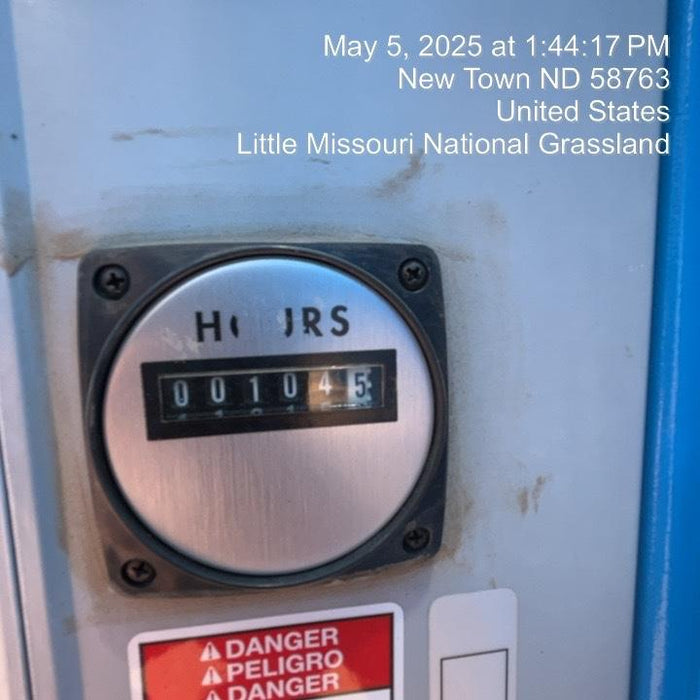 May 5, 2025 at 1:44:17 PM
New Town ND 58763
United States
Little Missouri National Grassland
HOURS
001045
DANGER
PELIGRO
DANGER